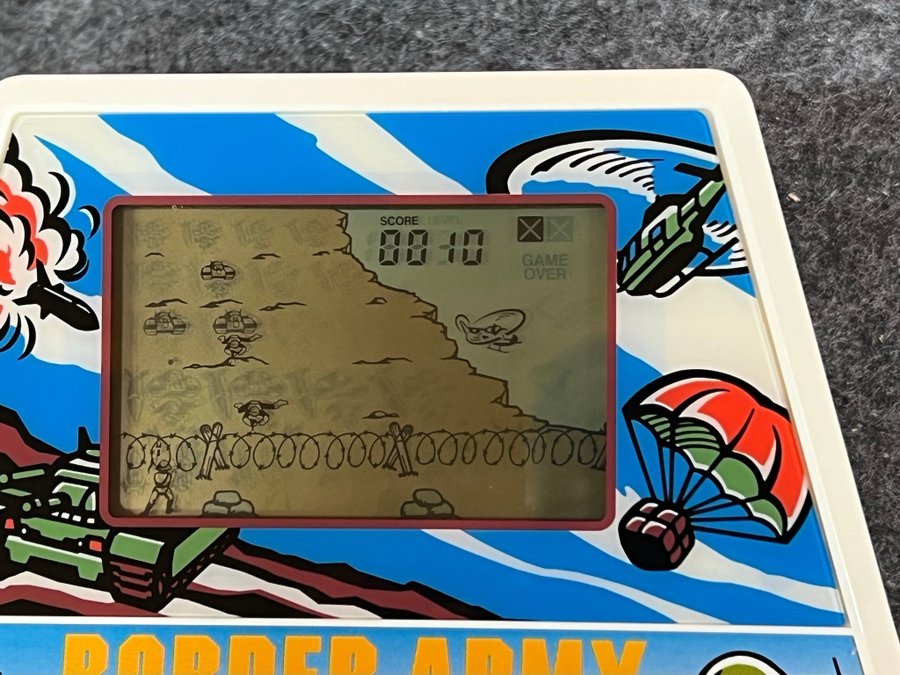 SCORE LEVEL
0010
GAME
OVER
BORDER ARMY